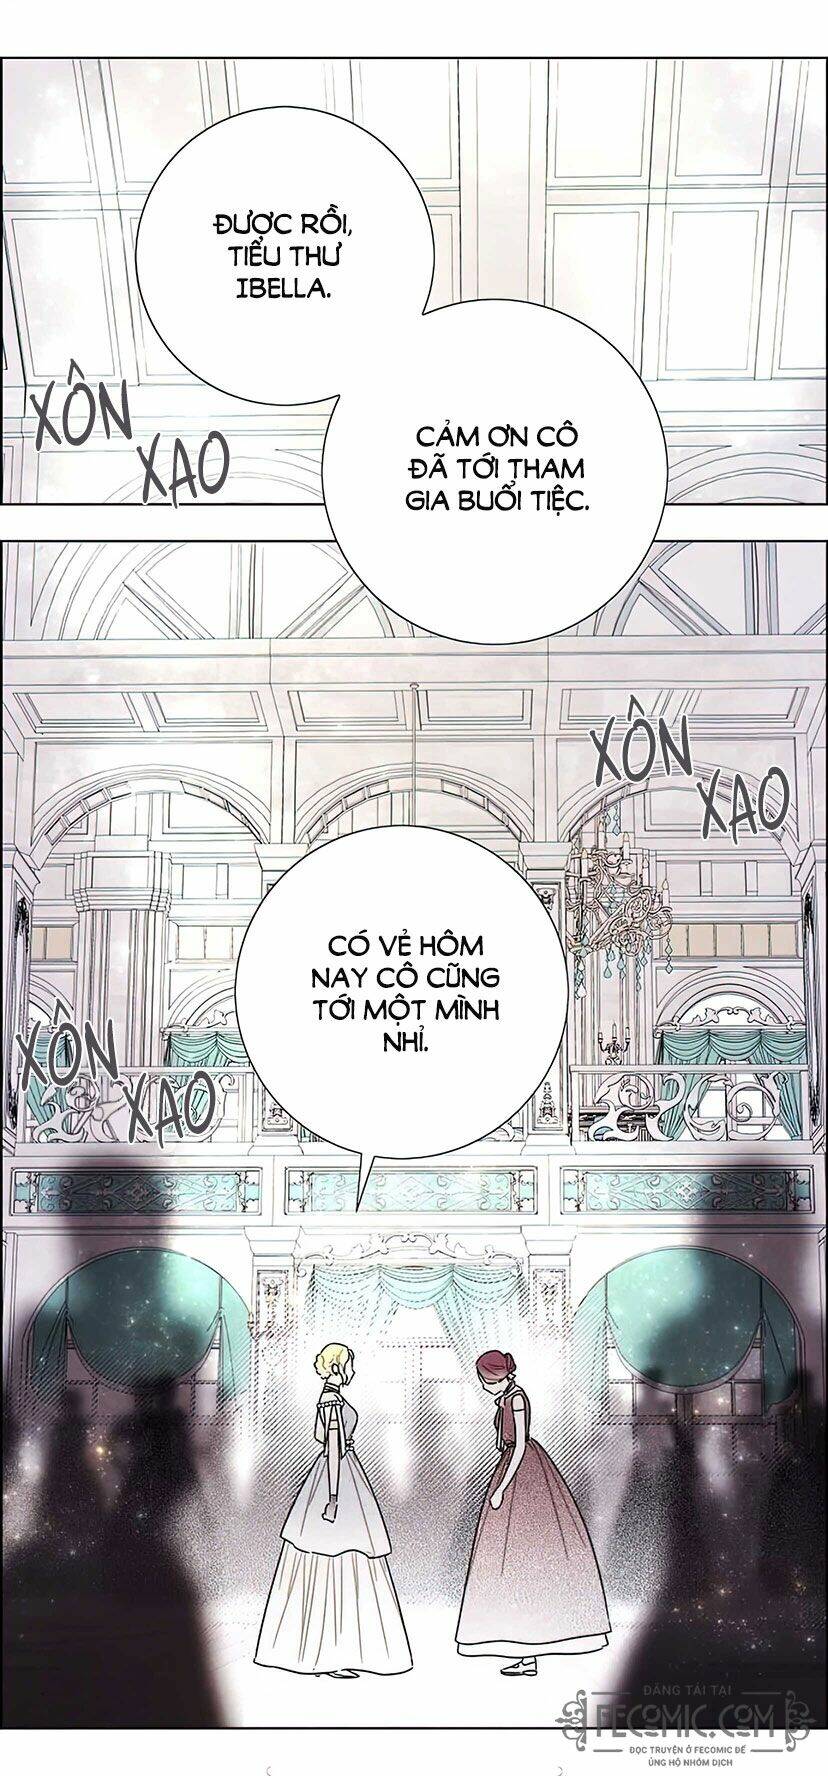 ĐƯỢC RỒI,
TIỂU THƯ
IBELLA.
XÔN
XAO
CẢM ƠN CÔ
ĐÃ TỚI THAM
GIA BUỔI TIỆC.
XÔN
XAO
CÓ VẺ HÔM
NAY CÔ CŨNG
TỚI MỘT MÌNH
NHỈ.
XÔN
XAO
ĐĂNG TẢI TẠI
FECOMIC.COM
ĐỌC TRUYỆN Ở FECOMIC ĐỂ
ỦNG HỘ NHÓM DỊCH